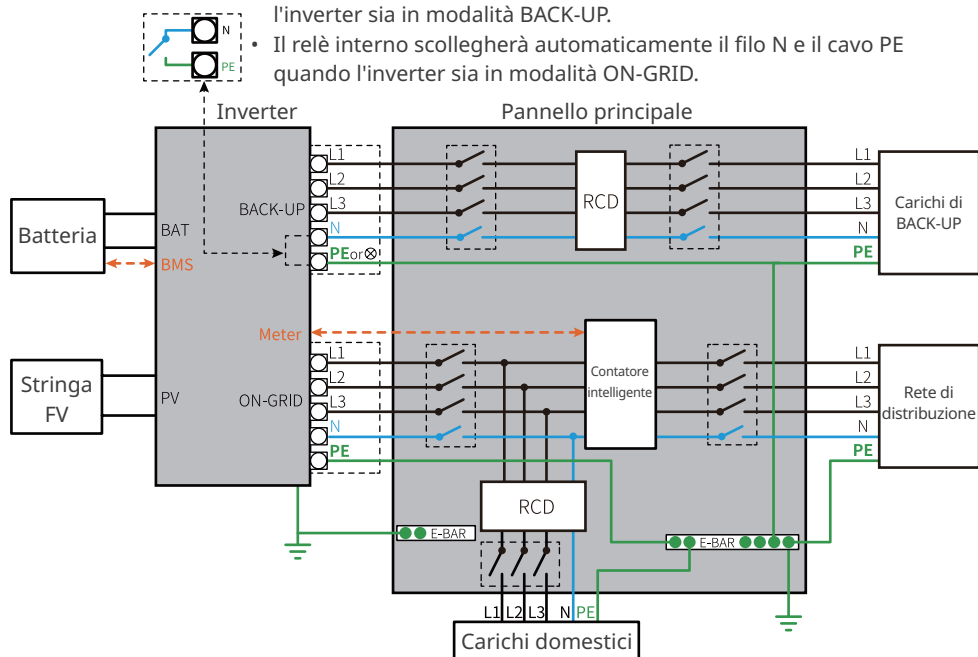 l'inverter sia in modalità BACK-UP.
• Il relè interno scollegherà automaticamente il filo N e il cavo PE
quando l'inverter sia in modalità ON-GRID.
N
PE
Inverter
Pannello principale
L1
L2
L3
N
PE or ⊗
BACK-UP
RCD
L1
L2
L3
N
PE
Carichi di
BACK-UP
Batteria
BAT
BMS
Meter
Stringa
FV
PV
ON-GRID
L1
L2
L3
N
PE
Contatore
intelligente
L1
L2
L3
N
PE
Rete di
distribuzione
RCD
E-BAR
E-BAR
L1 L2 L3 N PE
Carichi domestici